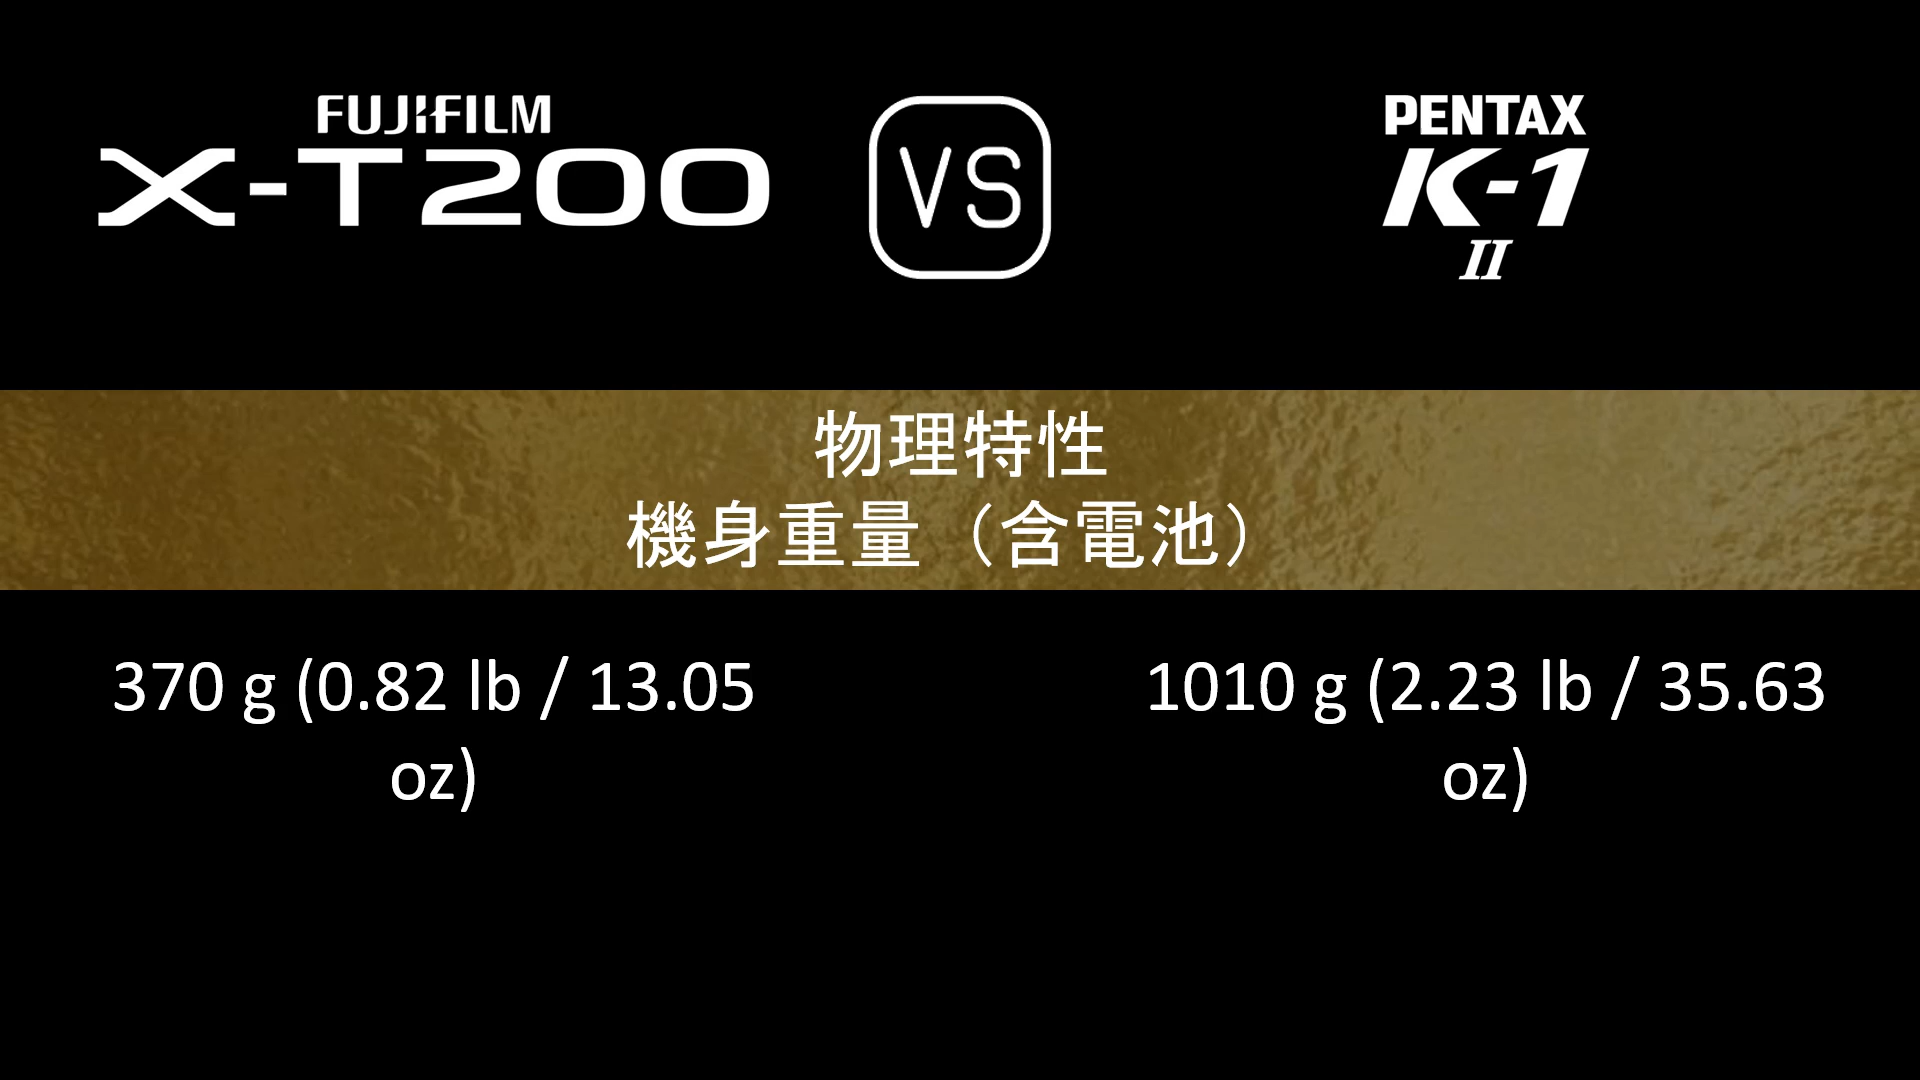 FUJIFILM
X-T200
VS
PENTAX
K-1
II
物理特性
機身重量（含電池）
370 g (0.82 lb / 13.05
oz)
1010 g (2.23 lb / 35.63
oz)